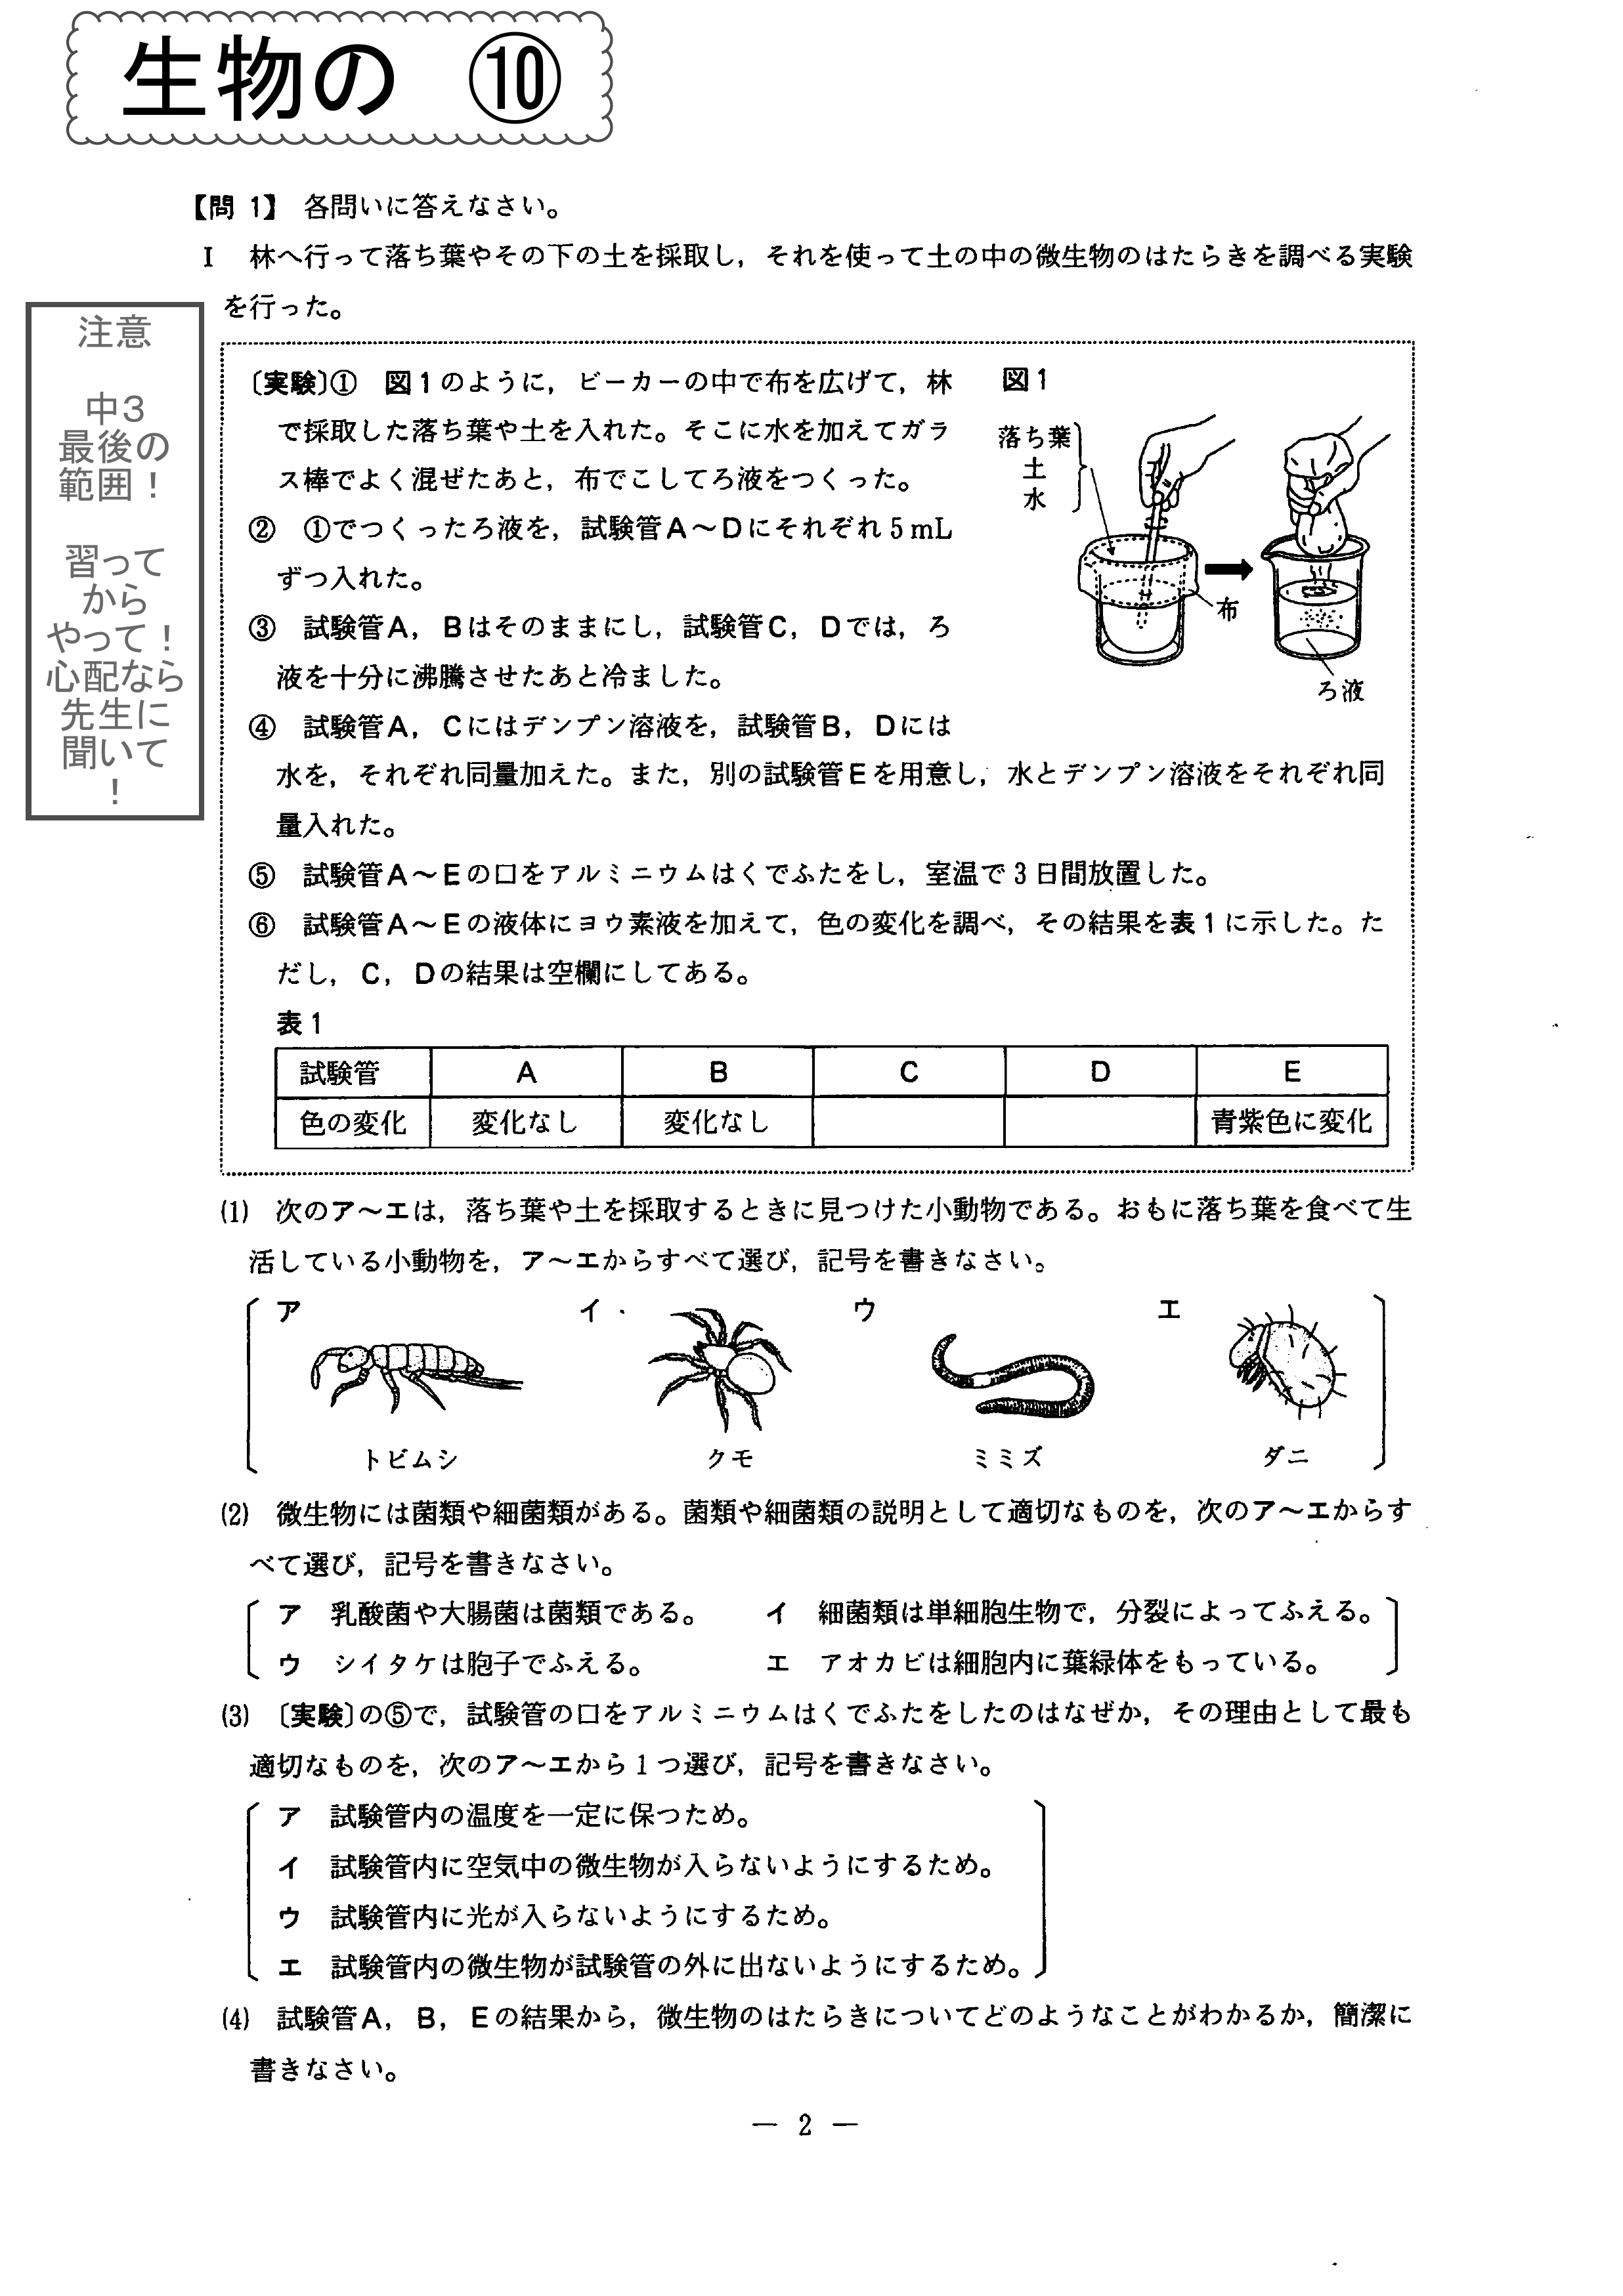 生物の ⑩
【問 1】 各問いに答えなさい。
Ⅰ 林へ行って落ち葉やその下の土を採取し，それを使って土の中の微生物のはたらきを調べる実験
を行った。
注意
中3
最後の
範囲！
習って
から
やって！
心配なら
先生に
聞いて
！
〔実験〕① 図1のように，ビーカーの中で布を広げて，林
で採取した落ち葉や土を入れた。そこに水を加えてガラ
ス棒でよく混ぜたあと，布でこしてろ液をつくった。
② ①でつくったろ液を，試験管A～Dにそれぞれ5mL
ずつ入れた。
③ 試験管A，Bはそのままにし，試験管C，Dでは，ろ
液を十分に沸騰させたあと冷ました。
④ 試験管A，Cにはデンプン溶液を，試験管B，Dには
水を，それぞれ同量加えた。また，別の試験管Eを用意し，水とデンプン溶液をそれぞれ同
量入れた。
⑤ 試験管A～Eの口をアルミニウムはくでふたをし，室温で3日間放置した。
⑥ 試験管A～Eの液体にヨウ素液を加えて，色の変化を調べ，その結果を表1に示した。た
だし，C，Dの結果は空欄にしてある。
図1
落ち葉
土
水
布
ろ液
表1
試験管 A B C D E
色の変化 変化なし 変化なし 青紫色に変化
(1) 次のア～エは，落ち葉や土を採取するときに見つけた小動物である。おもに落ち葉を食べて生
活している小動物を，ア～エからすべて選び，記号を書きなさい。
ア イ ウ エ
トビムシ クモ ミミズ ダニ
(2) 微生物には菌類や細菌類がある。菌類や細菌類の説明として適切なものを，次のア～エからす
べて選び，記号を書きなさい。
ア 乳酸菌や大腸菌は菌類である。 イ 細菌類は単細胞生物で，分裂によってふえる。
ウ シイタケは胞子でふえる。 エ アオカビは細胞内に葉緑体をもっている。
(3) 〔実験〕の⑤で，試験管の口をアルミニウムはくでふたをしたのはなぜか，その理由として最も
適切なものを，次のア～エから1つ選び，記号を書きなさい。
ア 試験管内の温度を一定に保つため。
イ 試験管内に空気中の微生物が入らないようにするため。
ウ 試験管内に光が入らないようにするため。
エ 試験管内の微生物が試験管の外に出ないようにするため。
(4) 試験管A，B，Eの結果から，微生物のはたらきについてどのようなことがわかるか，簡潔に
書きなさい。
― 2 ―